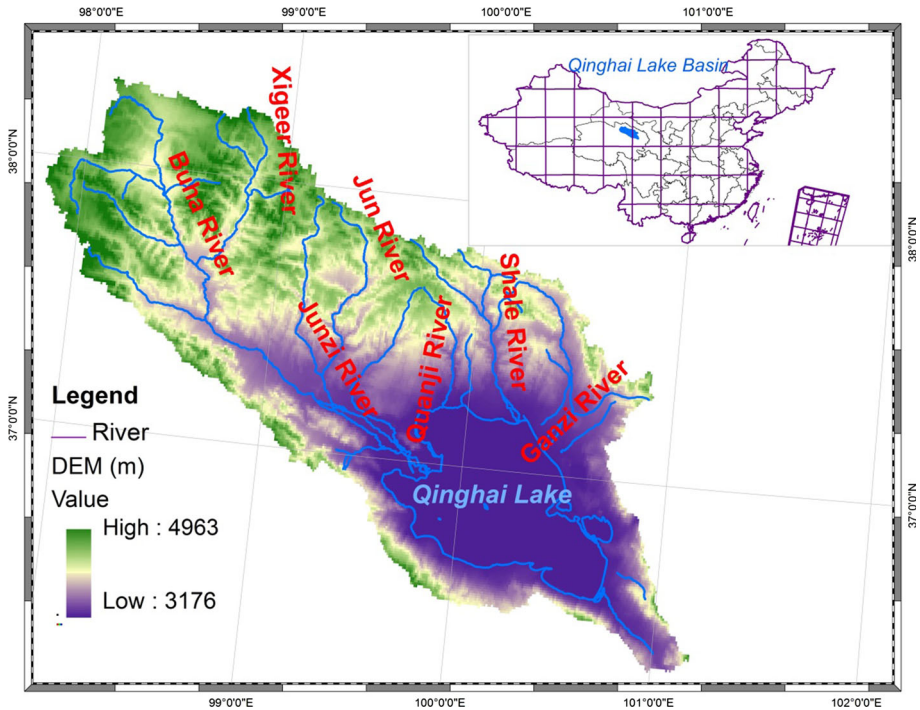 98°0'0"E
99°0'0"E
100°0'0"E
101°0'0"E
Qinghai Lake Basin
38°0'0"N
38°0'0"N
Xigeer River
Buha River
Jun River
Shale River
Junzi River
Quanji River
Ganzi River
37°0'0"N
37°0'0"N
Legend
River
DEM (m)
Value
High : 4963
Low : 3176
Qinghai Lake
99°0'0"E
100°0'0"E
101°0'0"E
102°0'0"E